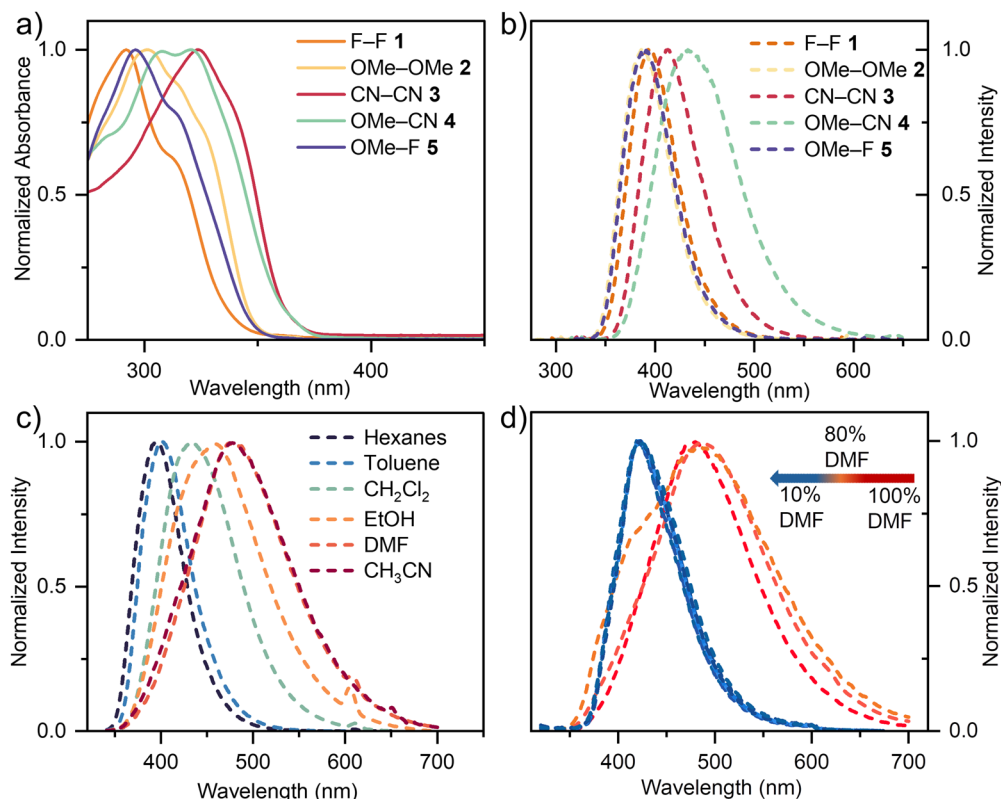 a)
F–F 1
OMe–OMe 2
CN–CN 3
OMe–CN 4
OMe–F 5
Normalized Absorbance
1.0
0.5
0.0
300 400
Wavelength (nm)
b)
F–F 1
OMe–OMe 2
CN–CN 3
OMe–CN 4
OMe–F 5
1.0
0.5
0.0
Normalized Intensity
300 400 500 600
Wavelength (nm)
c)
Hexanes
Toluene
CH₂Cl₂
EtOH
DMF
CH₃CN
Normalized Intensity
1.0
0.5
0.0
400 500 600 700
Wavelength (nm)
d)
80%
DMF
10% 100%
DMF DMF
1.0
0.5
0.0
Normalized Intensity
400 500 600 700
Wavelength (nm)